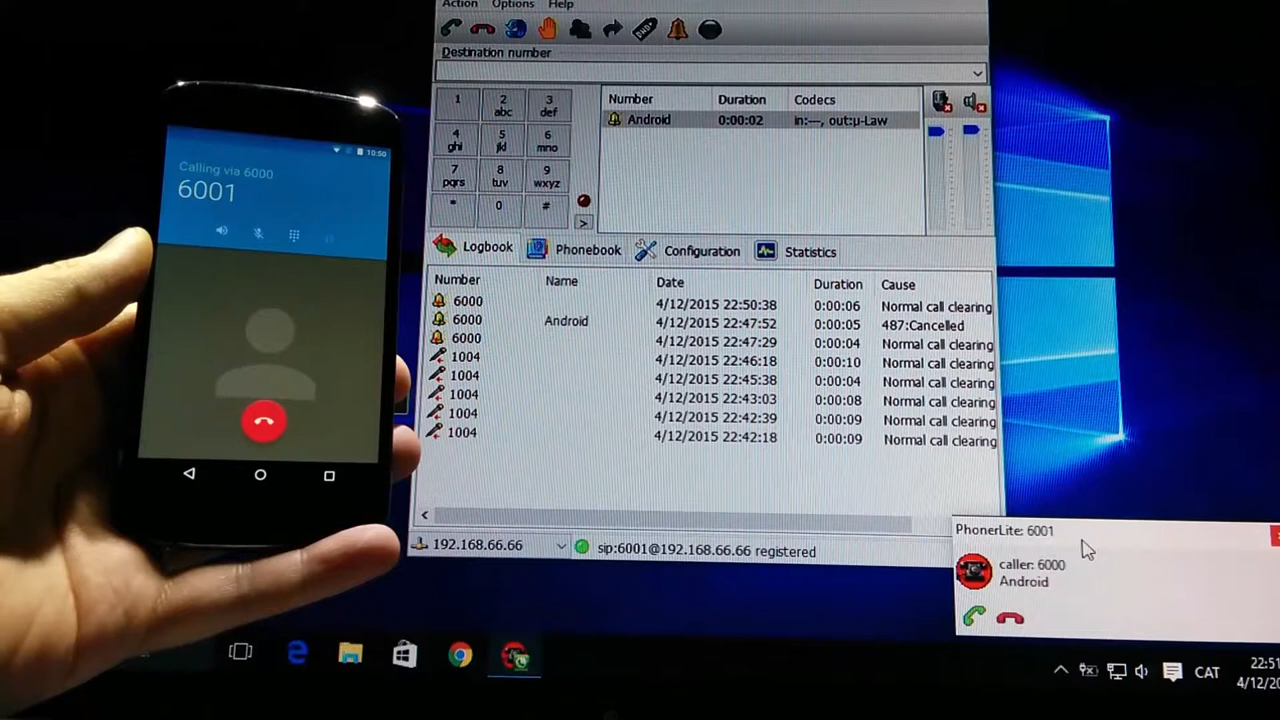 10:50
Calling via 6000
6001
Action Options Help
Destination number
1 2 abc 3 def
4 ghi 5 jkl 6 mno
7 pqrs 8 tuv 9 wxyz
* 0 #
>
Number Duration Codecs
Android 0:00:02 in:---, out:µ-Law
Logbook Phonebook Configuration Statistics
Number Name Date Duration Cause
6000 4/12/2015 22:50:38 0:00:06 Normal call clearing
6000 Android 4/12/2015 22:47:52 0:00:05 487:Cancelled
6000 4/12/2015 22:47:29 0:00:04 Normal call clearing
1004 4/12/2015 22:46:18 0:00:10 Normal call clearing
1004 4/12/2015 22:45:38 0:00:04 Normal call clearing
1004 4/12/2015 22:43:03 0:00:08 Normal call clearing
1004 4/12/2015 22:42:39 0:00:09 Normal call clearing
1004 4/12/2015 22:42:18 0:00:09 Normal call clearing
192.168.66.66 sip:6001@192.168.66.66 registered
PhonerLite: 6001
caller: 6000
Android
CAT
22:51
4/12/20